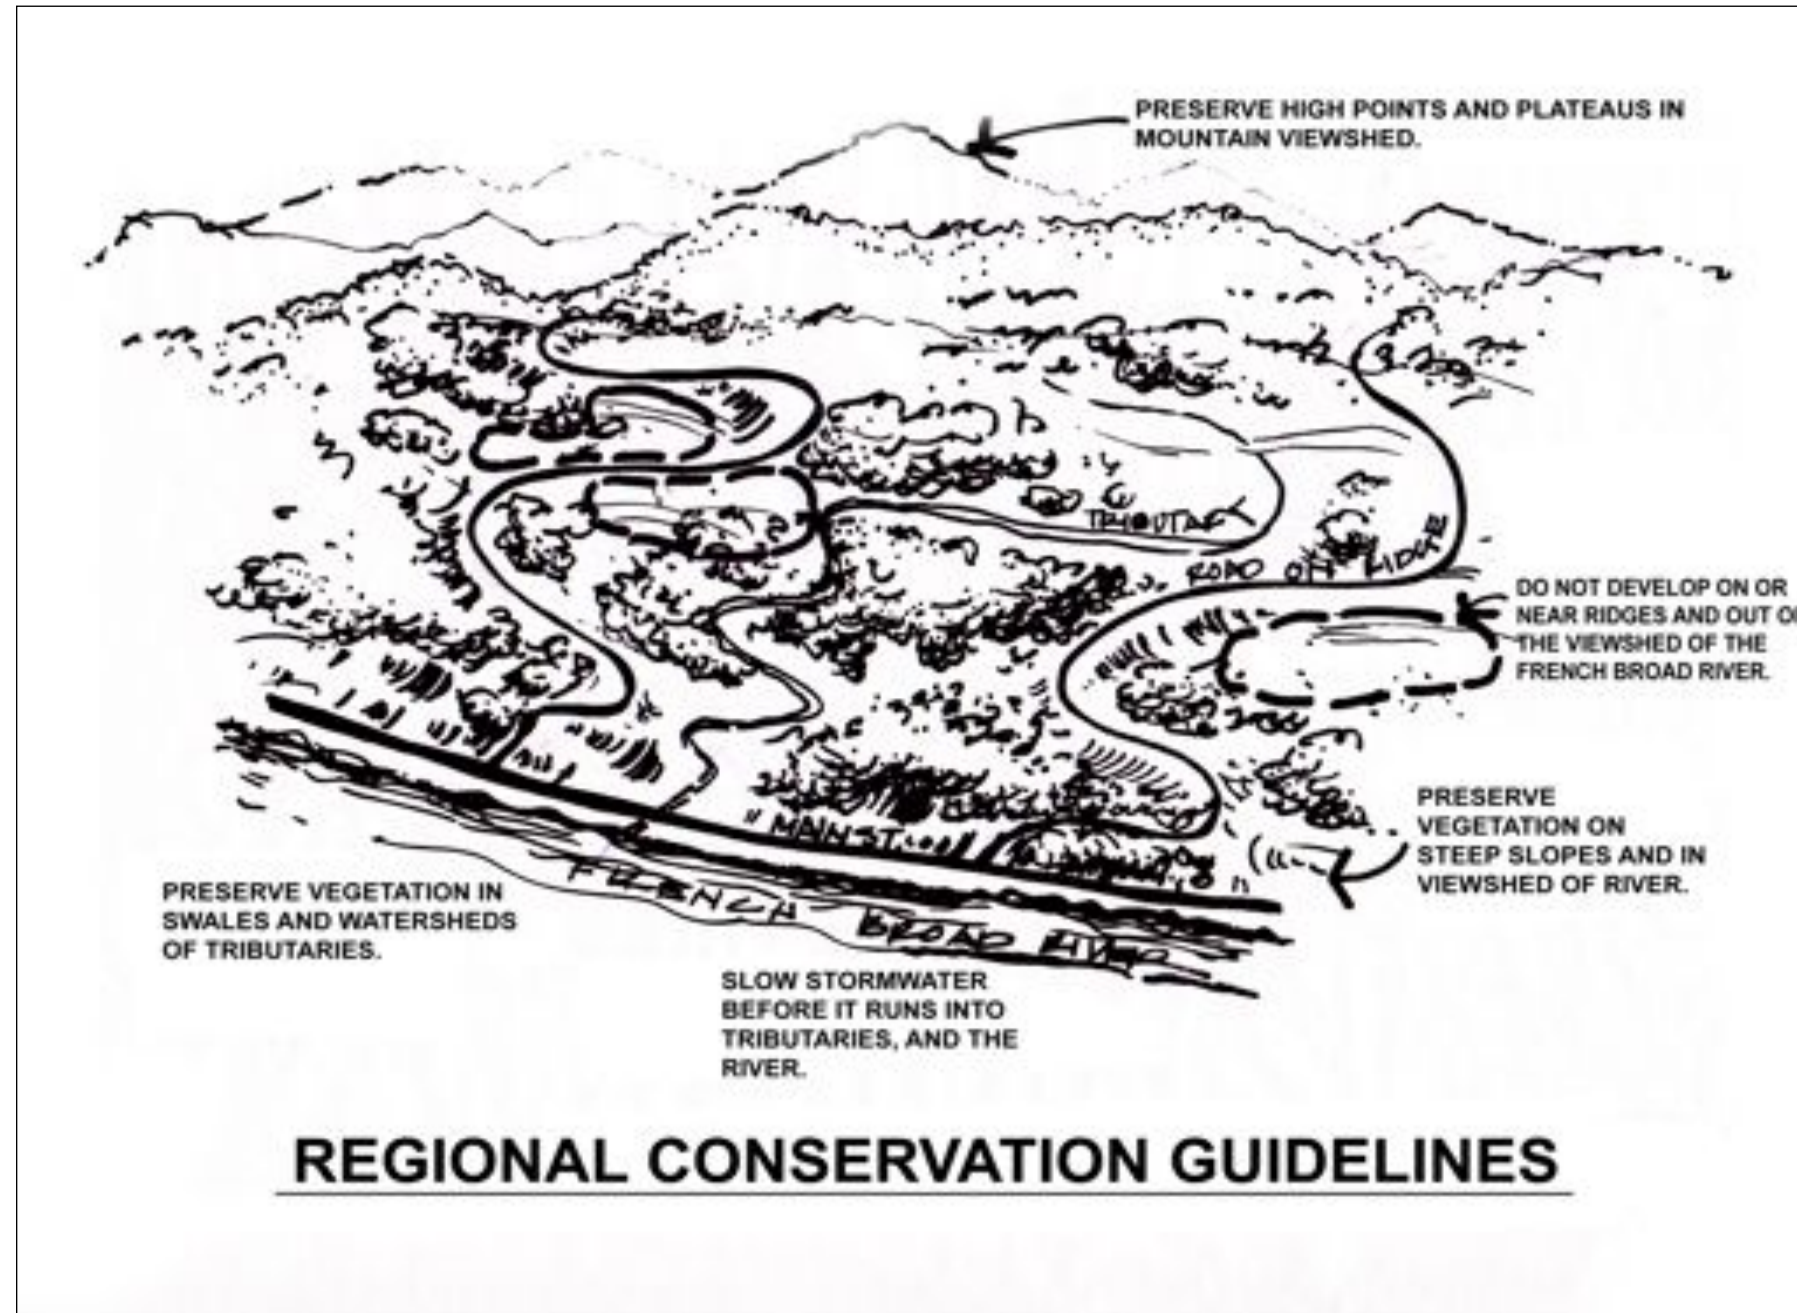 PRESERVE HIGH POINTS AND PLATEAUS IN
MOUNTAIN VIEWSHED.
TRIBUTARY
ROAD ON RIDGE
DO NOT DEVELOP ON OR
NEAR RIDGES AND OUT OF
THE VIEWSHED OF THE
FRENCH BROAD RIVER.
PRESERVE
VEGETATION ON
STEEP SLOPES AND IN
VIEWSHED OF RIVER.
MAIN ST.
FRENCH BROAD RIVER
PRESERVE VEGETATION IN
SWALES AND WATERSHEDS
OF TRIBUTARIES.
SLOW STORMWATER
BEFORE IT RUNS INTO
TRIBUTARIES, AND THE
RIVER.
REGIONAL CONSERVATION GUIDELINES